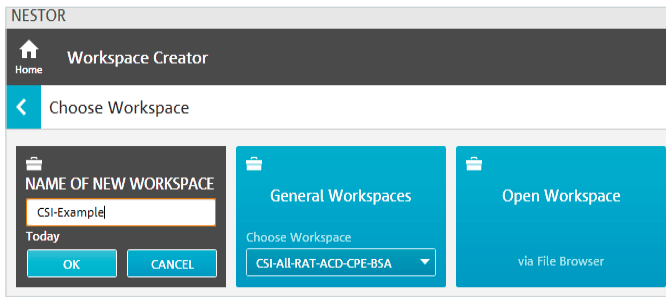 NESTOR
Home
Workspace Creator
Choose Workspace
NAME OF NEW WORKSPACE
CSI-Example
Today
OK
CANCEL
General Workspaces
Choose Workspace
CSI-All-RAT-ACD-CPE-BSA
Open Workspace
via File Browser